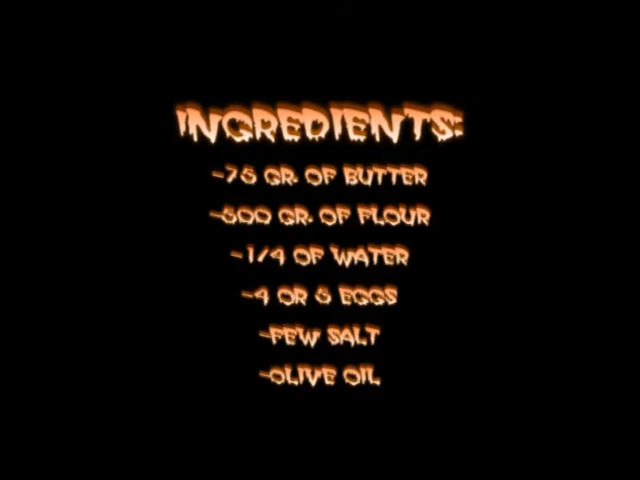 INGREDIENTS:
-75 GR. OF BUTTER
-500 GR. OF FLOUR
-1/4 OF WATER
-4 OR 5 EGGS
-FEW SALT
-OLIVE OIL